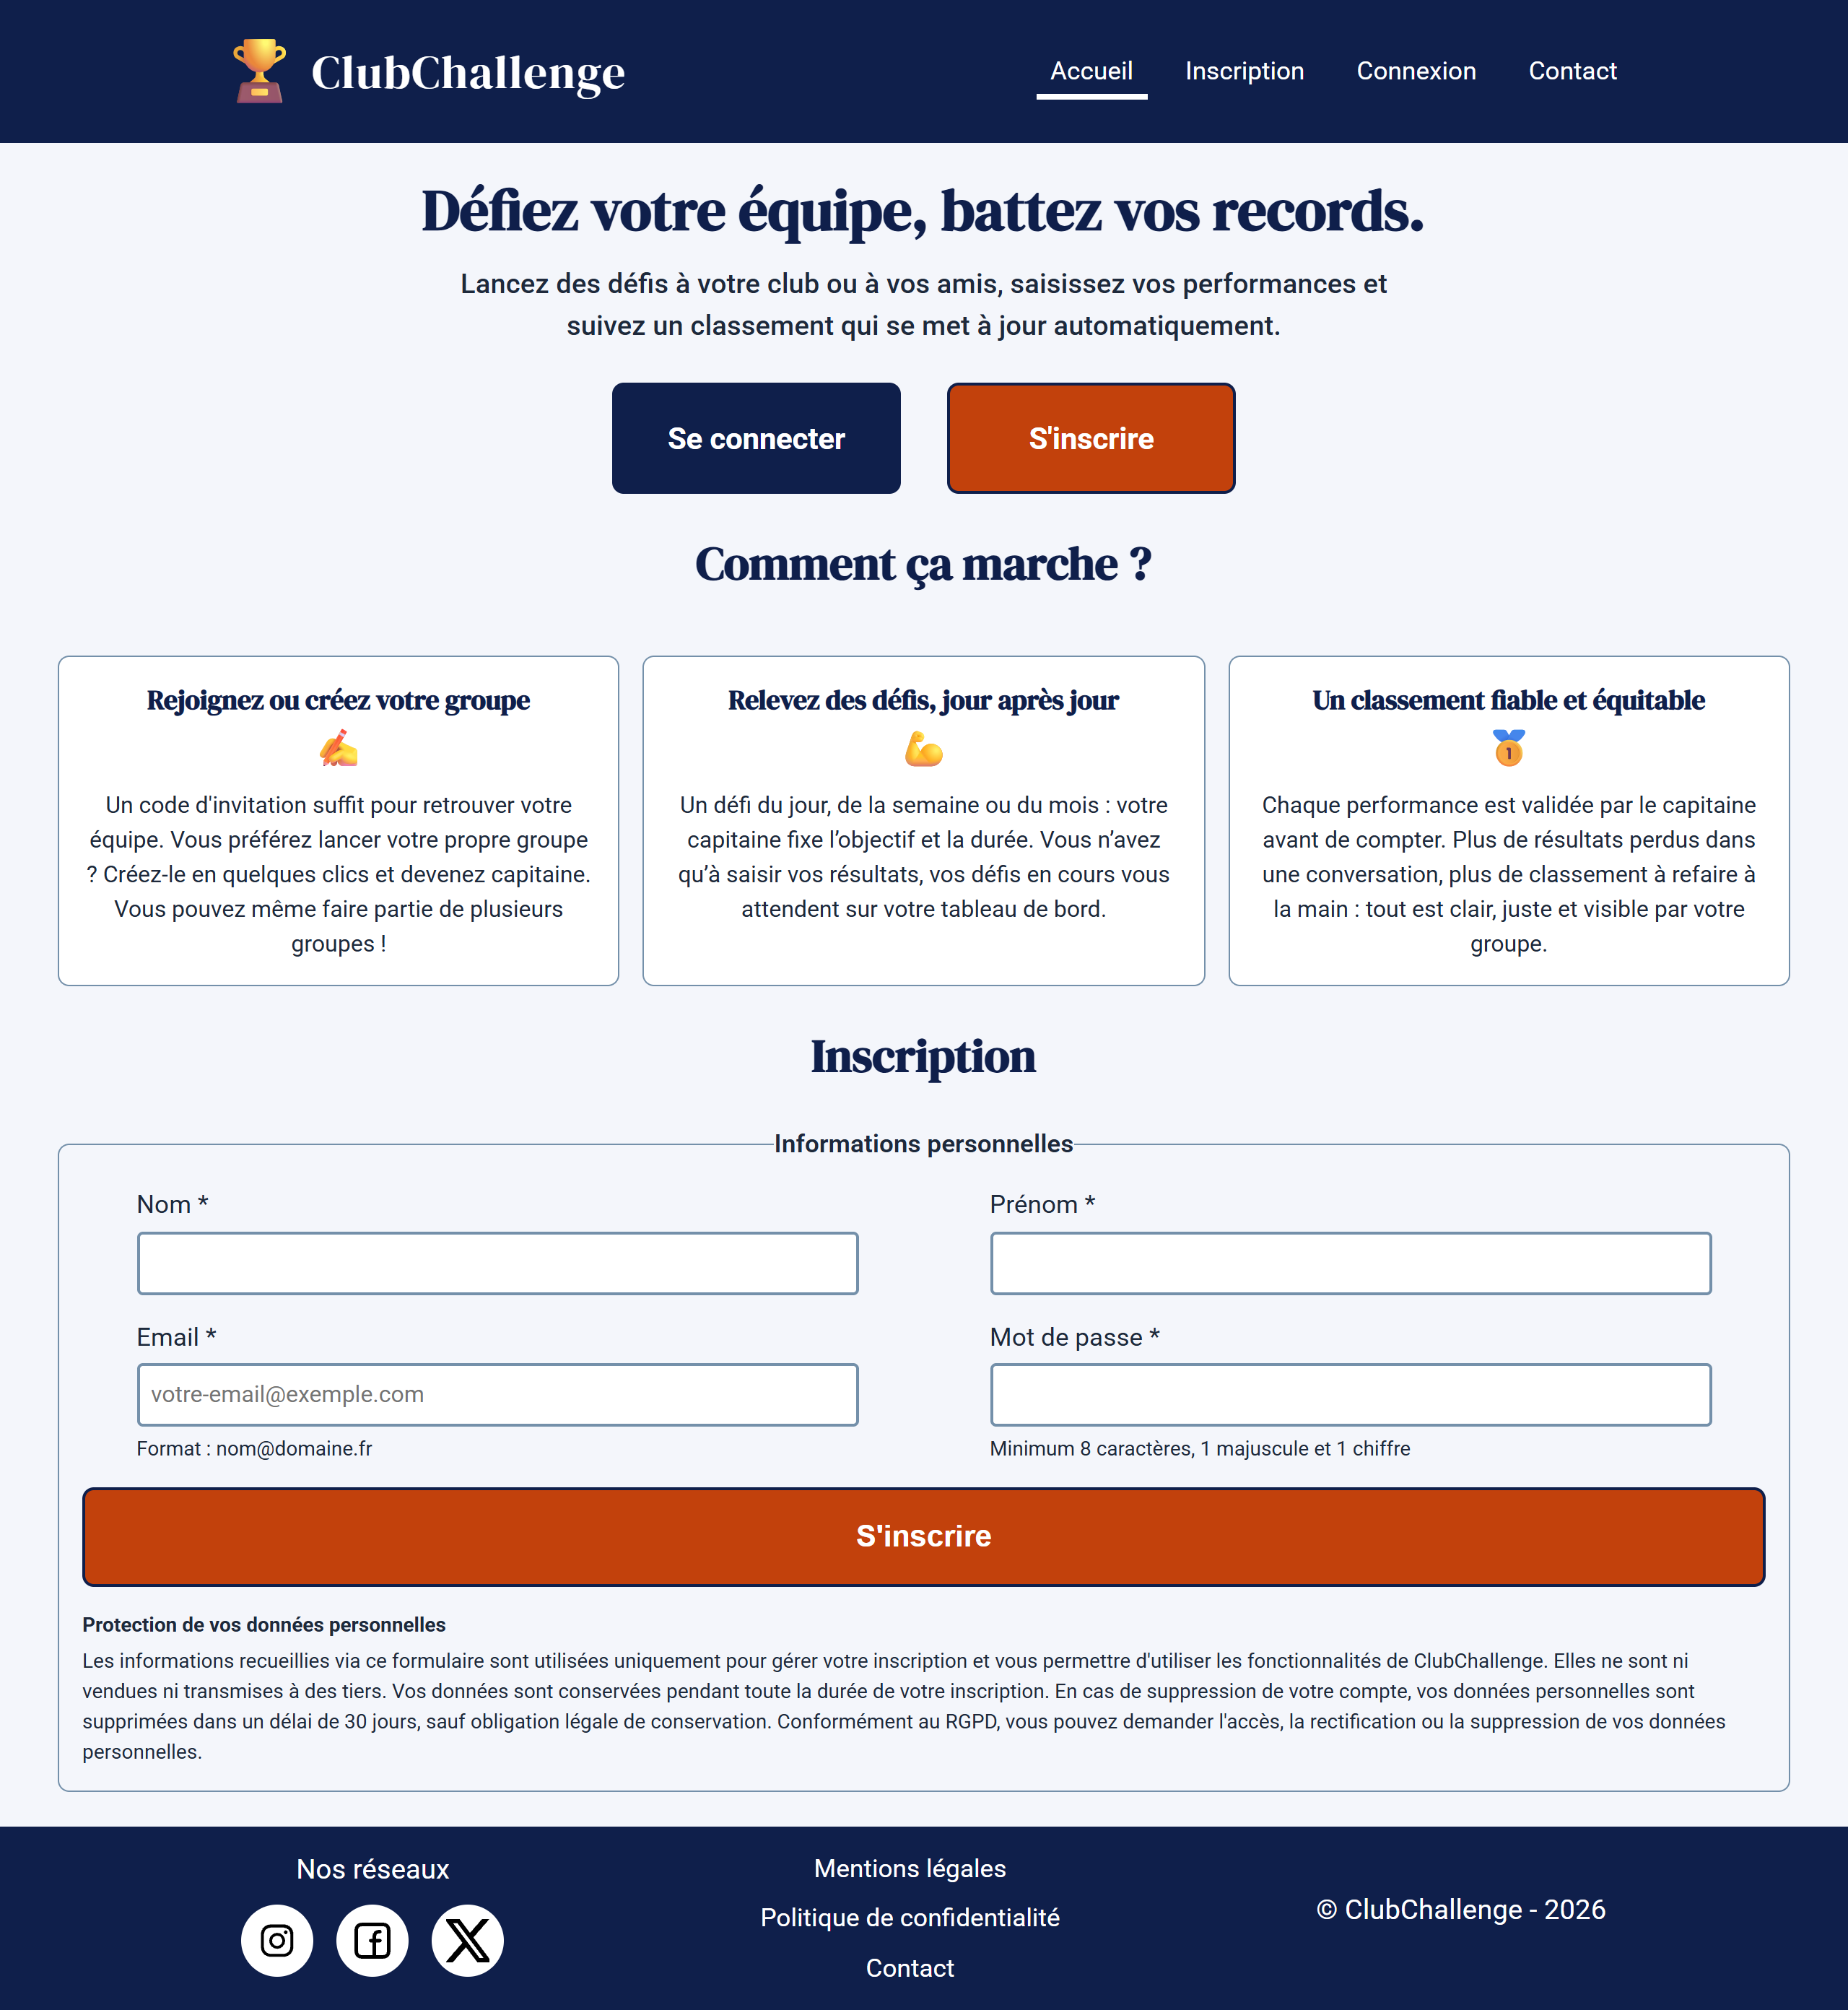 ClubChallenge
Accueil
Inscription
Connexion
Contact
Défiez votre équipe, battez vos records.
Lancez des défis à votre club ou à vos amis, saisissez vos performances et
suivez un classement qui se met à jour automatiquement.
Se connecter
S'inscrire
Comment ça marche ?
Rejoignez ou créez votre groupe
Un code d'invitation suffit pour retrouver votre
équipe. Vous préférez lancer votre propre groupe
? Créez-le en quelques clics et devenez capitaine.
Vous pouvez même faire partie de plusieurs
groupes !
Relevez des défis, jour après jour
Un défi du jour, de la semaine ou du mois : votre
capitaine fixe l’objectif et la durée. Vous n’avez
qu’à saisir vos résultats, vos défis en cours vous
attendent sur votre tableau de bord.
Un classement fiable et équitable
1
Chaque performance est validée par le capitaine
avant de compter. Plus de résultats perdus dans
une conversation, plus de classement à refaire à
la main : tout est clair, juste et visible par votre
groupe.
Inscription
Informations personnelles
Nom *
Prénom *
Email *
votre-email@exemple.com
Format : nom@domaine.fr
Mot de passe *
Minimum 8 caractères, 1 majuscule et 1 chiffre
S'inscrire
Protection de vos données personnelles
Les informations recueillies via ce formulaire sont utilisées uniquement pour gérer votre inscription et vous permettre d'utiliser les fonctionnalités de ClubChallenge. Elles ne sont ni
vendues ni transmises à des tiers. Vos données sont conservées pendant toute la durée de votre inscription. En cas de suppression de votre compte, vos données personnelles sont
supprimées dans un délai de 30 jours, sauf obligation légale de conservation. Conformément au RGPD, vous pouvez demander l'accès, la rectification ou la suppression de vos données
personnelles.
Nos réseaux
Mentions légales
Politique de confidentialité
Contact
© ClubChallenge - 2026